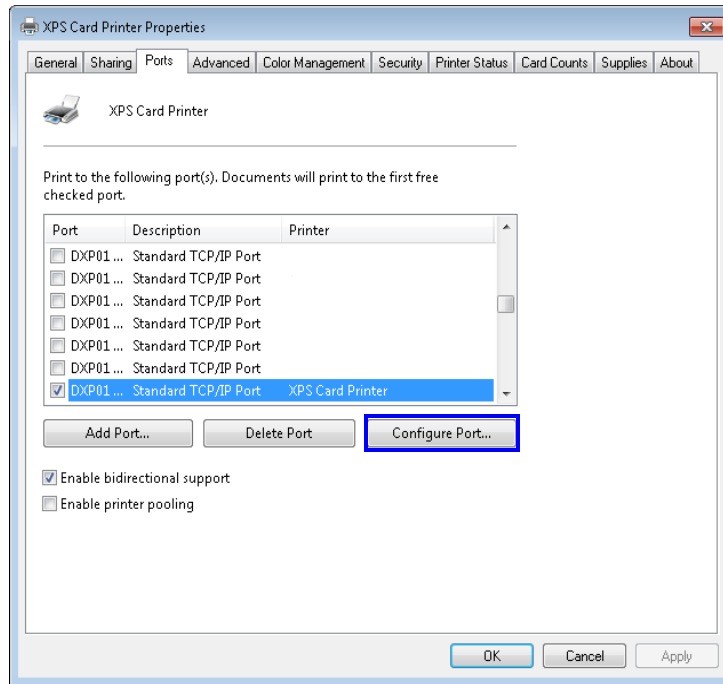 XPS Card Printer Properties
General Sharing Ports Advanced Color Management Security Printer Status Card Counts Supplies About
XPS Card Printer
Print to the following port(s). Documents will print to the first free
checked port.
Port Description Printer
DXP01 ... Standard TCP/IP Port
DXP01 ... Standard TCP/IP Port
DXP01 ... Standard TCP/IP Port
DXP01 ... Standard TCP/IP Port
DXP01 ... Standard TCP/IP Port
DXP01 ... Standard TCP/IP Port
DXP01 ... Standard TCP/IP Port XPS Card Printer
Add Port... Delete Port Configure Port...
Enable bidirectional support
Enable printer pooling
OK Cancel Apply